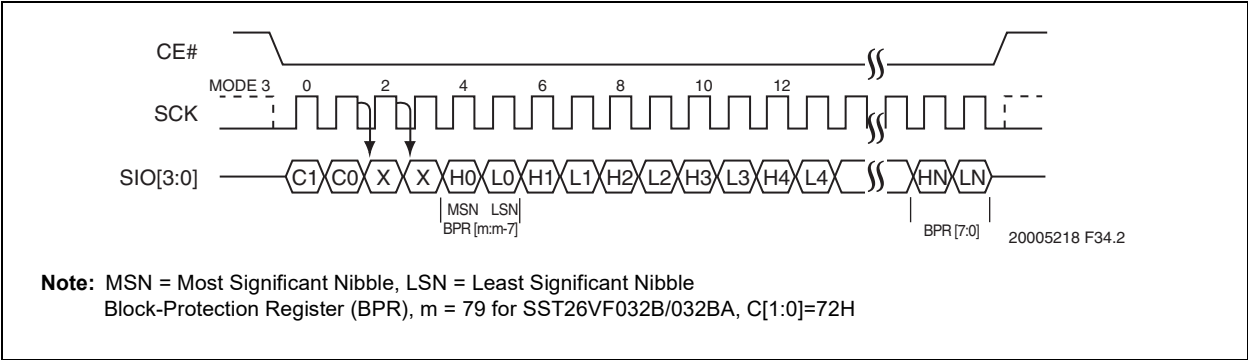 CE#
MODE 3 0 2 4 6 8 10 12
SCK
SIO[3:0] C1 C0 X X H0 L0 H1 L1 H2 L2 H3 L3 H4 L4 HN LN
MSN LSN
BPR [m:m-7]
BPR [7:0]
20005218 F34.2
Note: MSN = Most Significant Nibble, LSN = Least Significant Nibble
Block-Protection Register (BPR), m = 79 for SST26VF032B/032BA, C[1:0]=72H